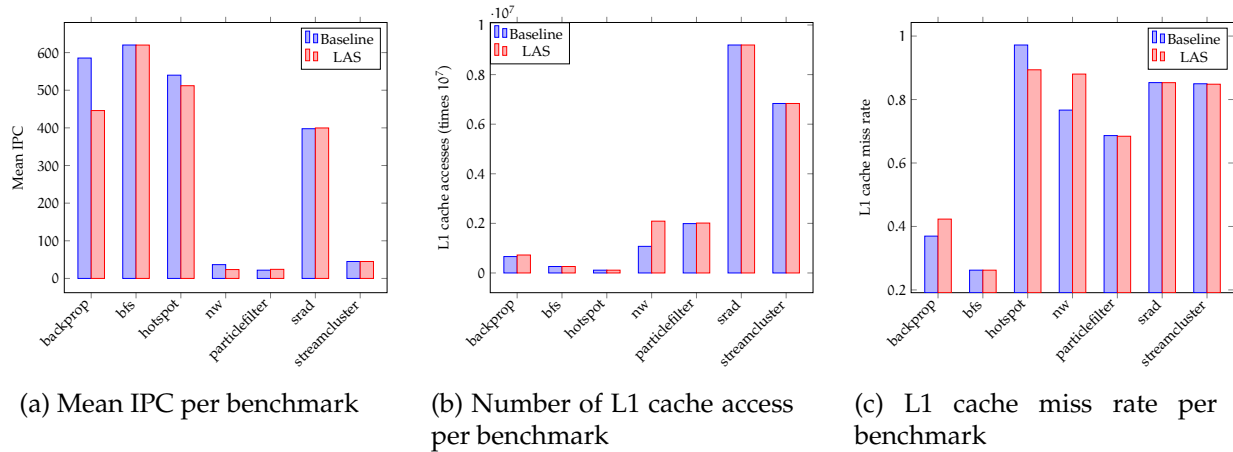 Baseline
LAS
600
500
400
300
200
100
0
Mean IPC
backprop
bfs
hotspot
nw
particlefilter
srad
streamcluster
(a) Mean IPC per benchmark
·10⁷
Baseline
LAS
1
0.8
0.6
0.4
0.2
0
L1 cache accesses (times 10⁷)
backprop
bfs
hotspot
nw
particlefilter
srad
streamcluster
(b) Number of L1 cache access
per benchmark
Baseline
LAS
1
0.8
0.6
0.4
0.2
L1 cache miss rate
backprop
bfs
hotspot
nw
particlefilter
srad
streamcluster
(c) L1 cache miss rate per
benchmark